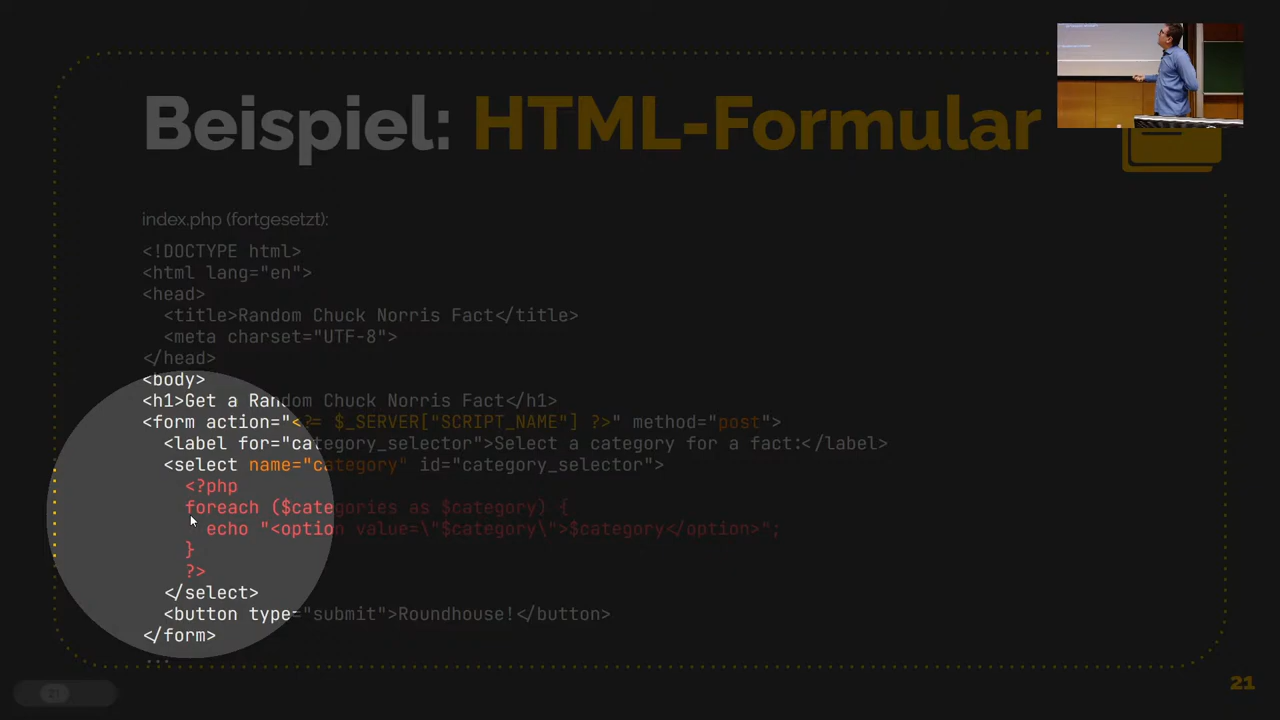 Beispiel: HTML-Formular
index.php (fortgesetzt):
<!DOCTYPE html>
<html lang="en">
<head>
  <title>Random Chuck Norris Fact</title>
  <meta charset="UTF-8">
</head>
<body>
<h1>Get a Random Chuck Norris Fact</h1>
<form action="<?= $_SERVER["SCRIPT_NAME"] ?>" method="post">
  <label for="category_selector">Select a category for a fact:</label>
  <select name="category" id="category_selector">
    <?php
    foreach ($categories as $category) {
      echo "<option value=\"$category\">$category</option>";
    }
    ?>
  </select>
  <button type="submit">Roundhouse!</button>
</form>
...
21
21